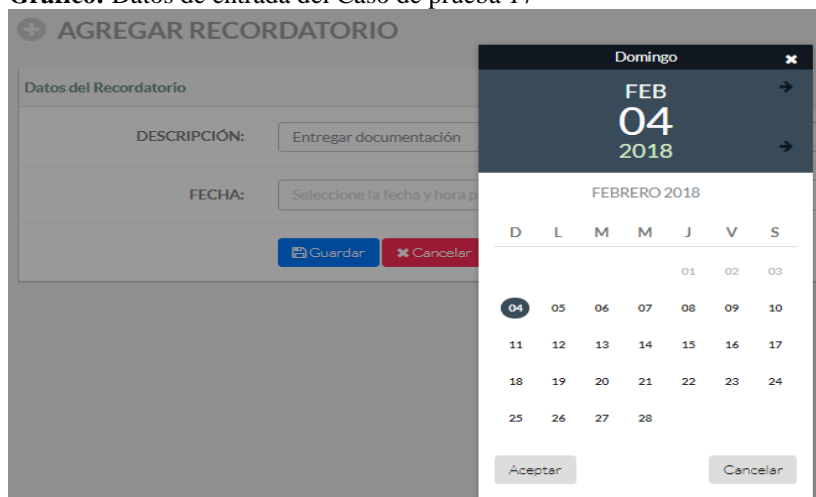 Gráfico: Datos de entrada del Caso de prueba 17
AGREGAR RECORDATORIO
Datos del Recordatorio
DESCRIPCIÓN: Entregar documentación
FECHA: Seleccione la fecha y hora p
Guardar Cancelar
Domingo
FEB
04
2018
FEBRERO 2018
D L M M J V S
01 02 03
04 05 06 07 08 09 10
11 12 13 14 15 16 17
18 19 20 21 22 23 24
25 26 27 28
Aceptar Cancelar